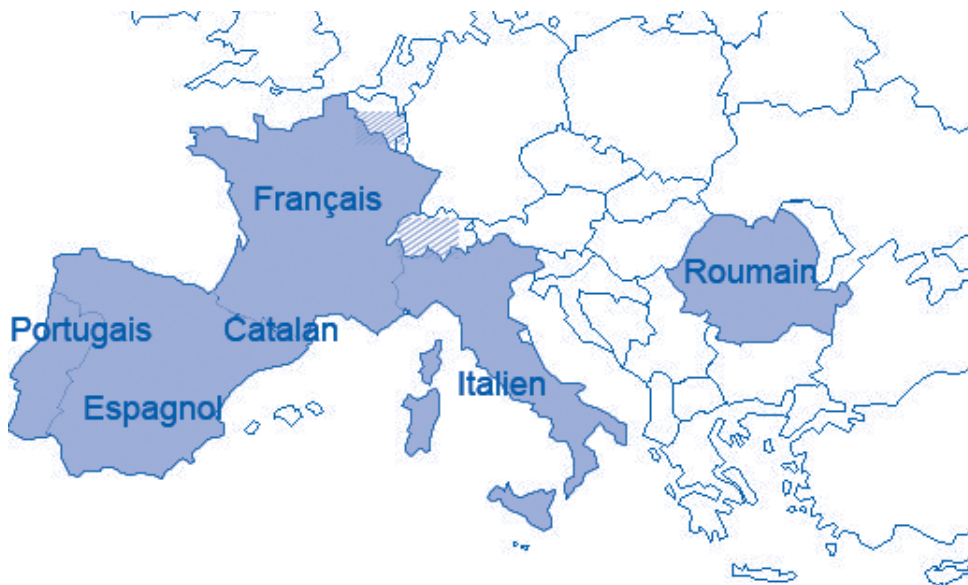 Français
Roumain
Portugais
Catalan
Italien
Espagnol